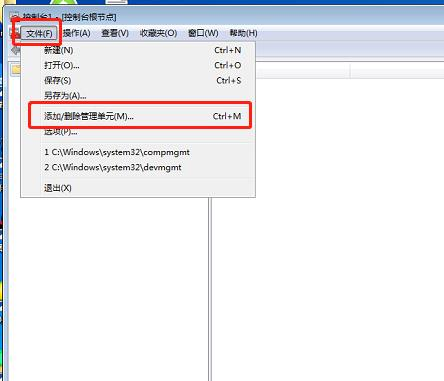 控制台1 - [控制台根节点]
文件(F) 操作(A) 查看(V) 收藏夹(O) 窗口(W) 帮助(H)
新建(N) Ctrl+N
打开(O)... Ctrl+O
保存(S) Ctrl+S
另存为(A)...
添加/删除管理单元(M)... Ctrl+M
选项(P)...
1 C:\Windows\system32\compmgmt
2 C:\Windows\system32\devmgmt
退出(X)